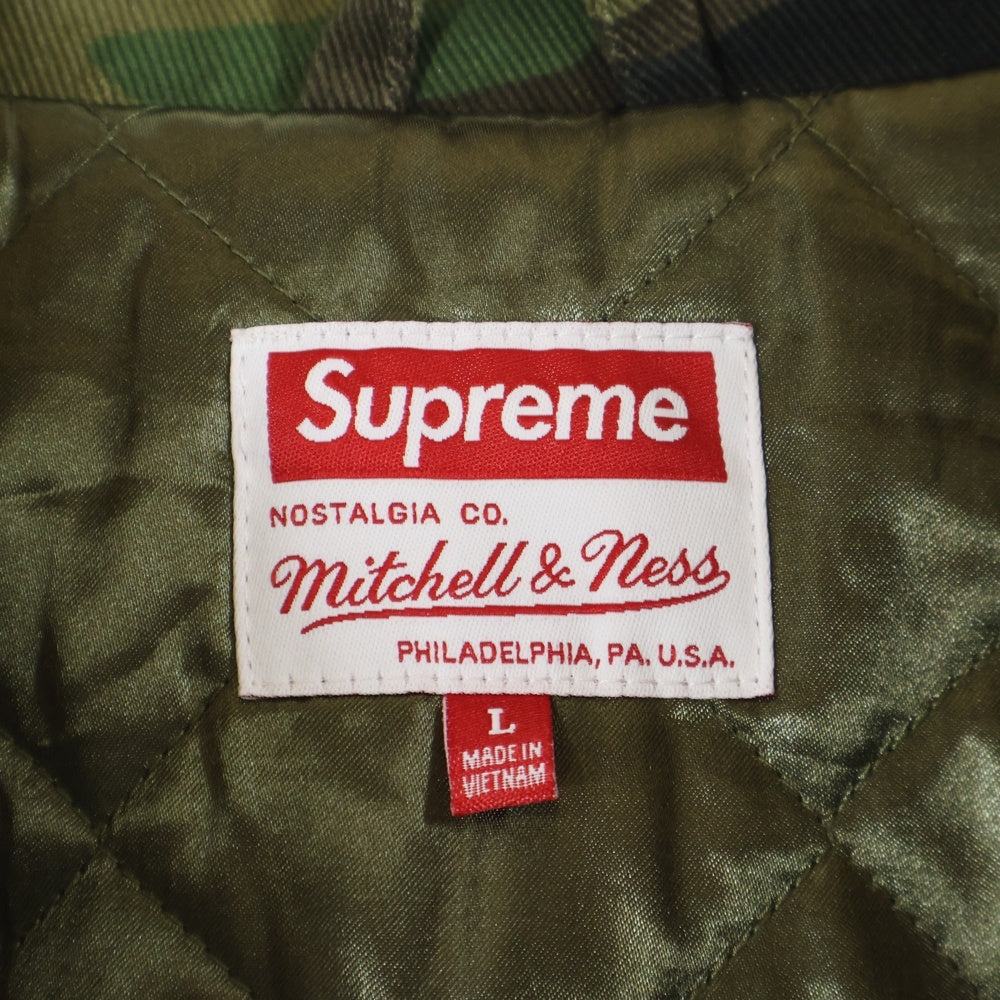 Supreme
NOSTALGIA CO.
Mitchell & Ness
PHILADELPHIA, PA. U.S.A.
L
MADE IN
VIETNAM